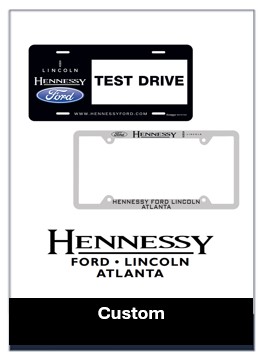 LINCOLN
HENNESSY
Ford
TEST DRIVE
WWW.HENNESSYFORD.COM
Ford HENNESSY LINCOLN
HENNESSY FORD LINCOLN
ATLANTA
HENNESSY
FORD • LINCOLN
ATLANTA
Custom